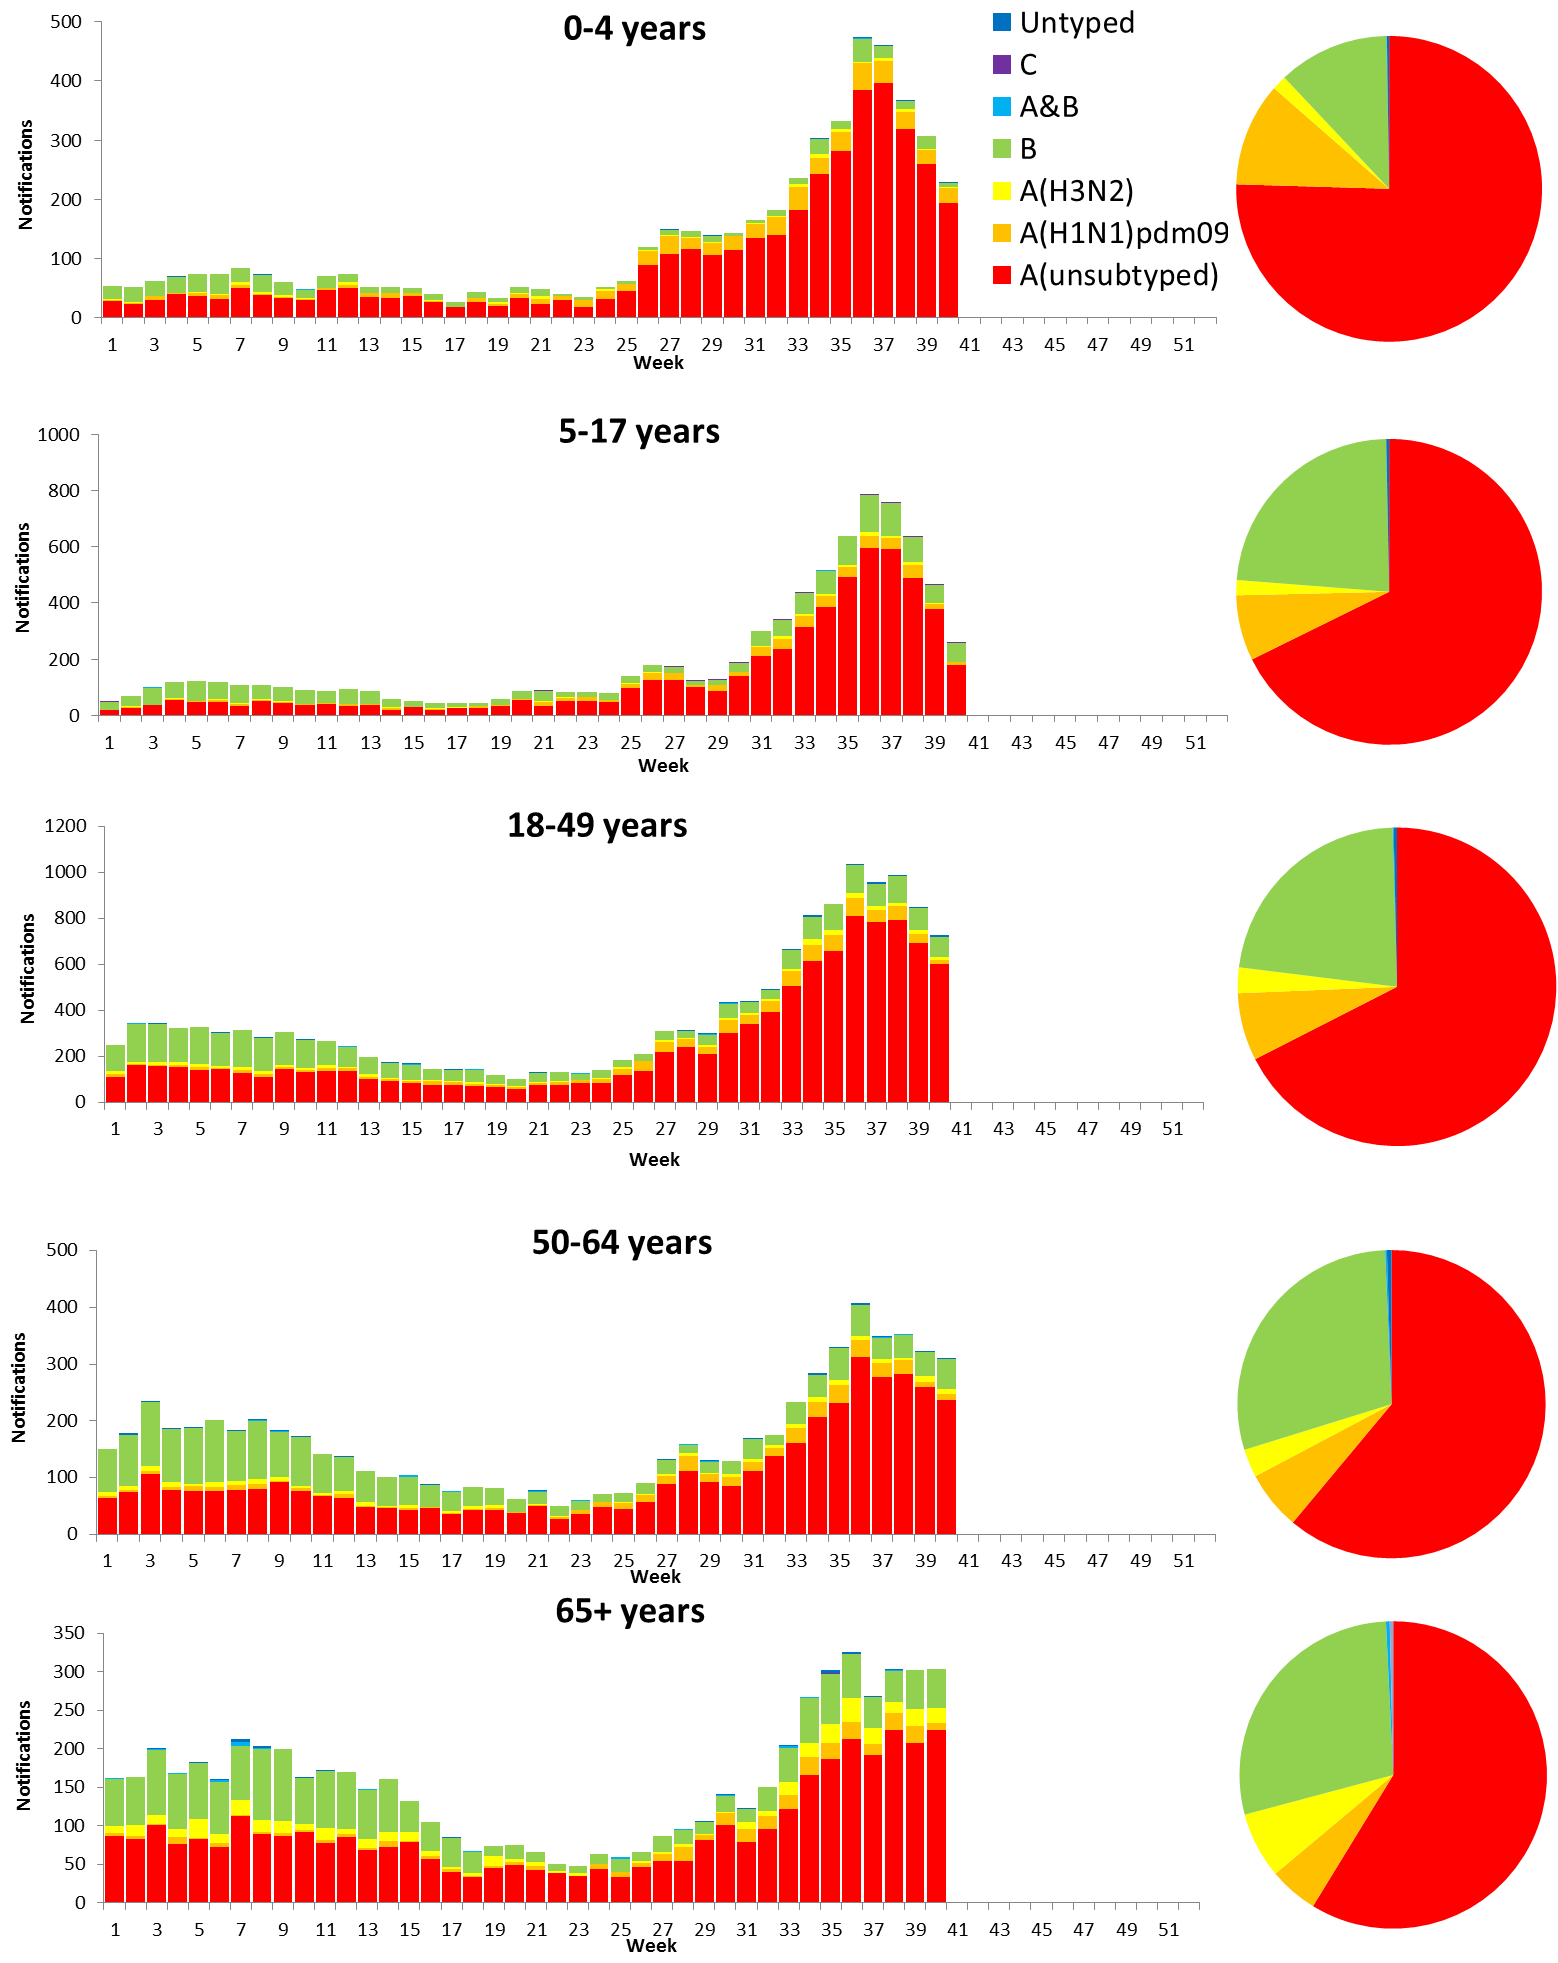 0-4 years
Untyped
C
A&B
B
A(H3N2)
A(H1N1)pdm09
A(unsubtyped)
Notifications
500
400
300
200
100
0
1 3 5 7 9 11 13 15 17 19 21 23 25 27 29 31 33 35 37 39 41 43 45 47 49 51
Week
5-17 years
Notifications
1000
800
600
400
200
0
1 3 5 7 9 11 13 15 17 19 21 23 25 27 29 31 33 35 37 39 41 43 45 47 49 51
Week
18-49 years
Notifications
1200
1000
800
600
400
200
0
1 3 5 7 9 11 13 15 17 19 21 23 25 27 29 31 33 35 37 39 41 43 45 47 49 51
Week
50-64 years
Notifications
500
400
300
200
100
0
1 3 5 7 9 11 13 15 17 19 21 23 25 27 29 31 33 35 37 39 41 43 45 47 49 51
Week
65+ years
Notifications
350
300
250
200
150
100
50
0
1 3 5 7 9 11 13 15 17 19 21 23 25 27 29 31 33 35 37 39 41 43 45 47 49 51
Week